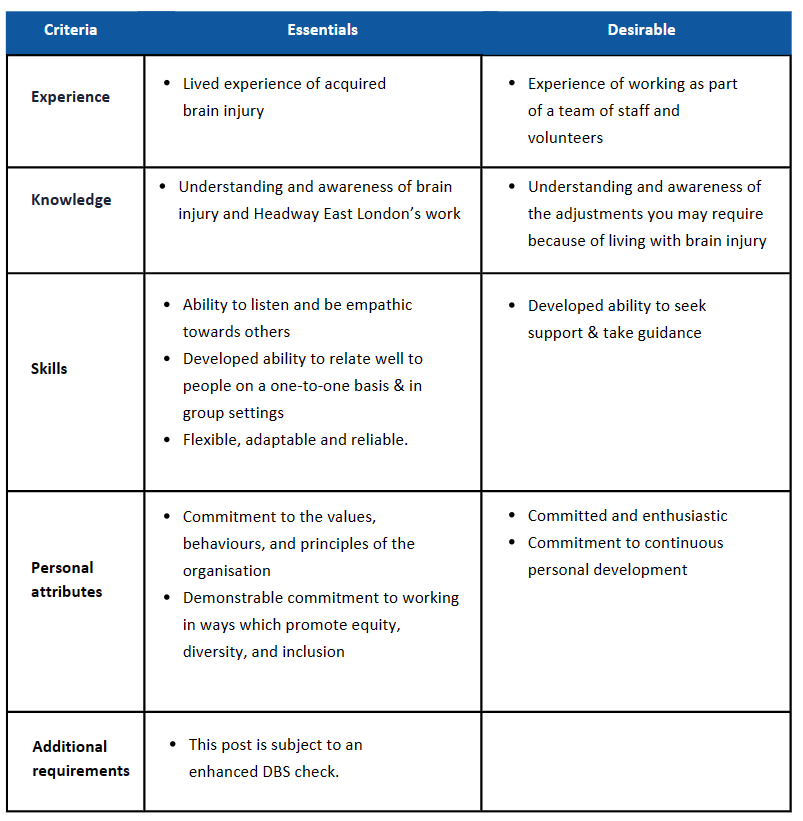 Criteria
Essentials
Desirable
Experience
• Lived experience of acquired
brain injury
• Experience of working as part
of a team of staff and
volunteers
Knowledge
• Understanding and awareness of brain
injury and Headway East London’s work
• Understanding and awareness of
the adjustments you may require
because of living with brain injury
Skills
• Ability to listen and be empathic
towards others
• Developed ability to relate well to
people on a one-to-one basis & in
group settings
• Flexible, adaptable and reliable.
• Developed ability to seek
support & take guidance
Personal
attributes
• Commitment to the values,
behaviours, and principles of the
organisation
• Demonstrable commitment to working
in ways which promote equity,
diversity, and inclusion
• Committed and enthusiastic
• Commitment to continuous
personal development
Additional
requirements
• This post is subject to an
enhanced DBS check.